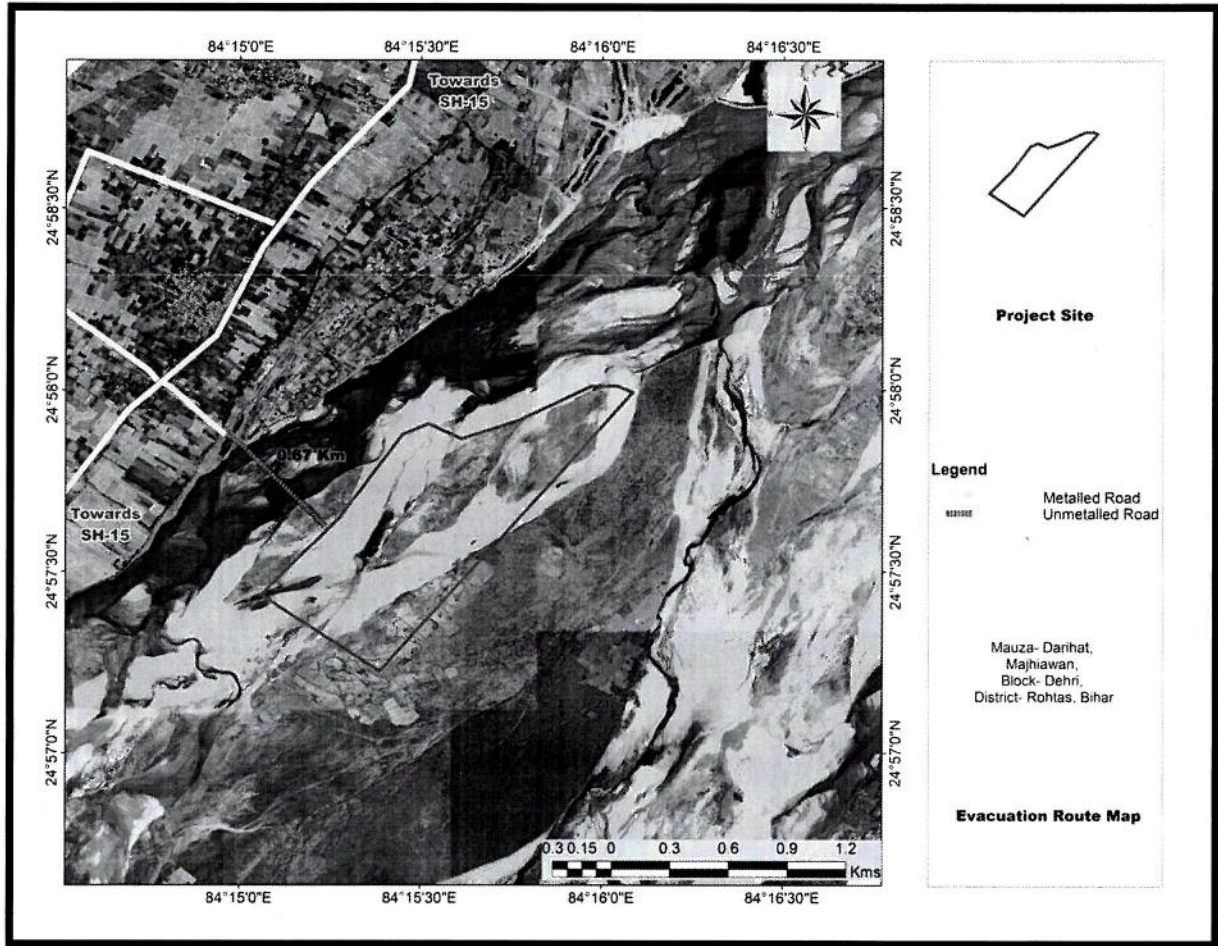 84°15'0"E 84°15'30"E 84°16'0"E 84°16'30"E
Towards
SH-15
24°58'30"N
24°58'30"N
Project Site
24°58'0"N
24°58'0"N
0.67 Km
Legend
Metalled Road
Unmetalled Road
Towards
SH-15
24°57'30"N
24°57'30"N
Mauza- Darihat,
Majhiawan,
Block- Dehri,
District- Rohtas, Bihar
24°57'0"N
24°57'0"N
Evacuation Route Map
0.3 0.15 0 0.3 0.6 0.9 1.2
Kms
84°15'0"E 84°15'30"E 84°16'0"E 84°16'30"E